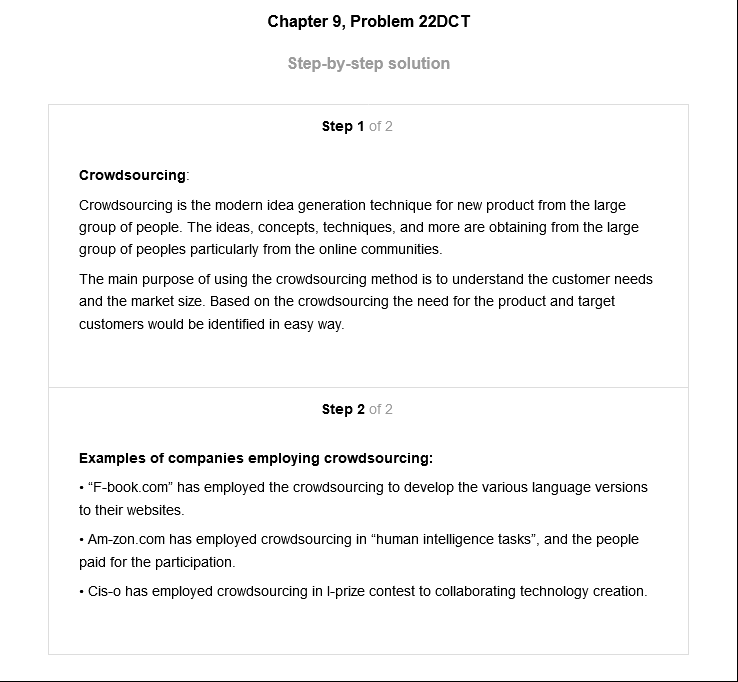 Chapter 9, Problem 22DCT
Step-by-step solution
Step 1 of 2
Crowdsourcing:
Crowdsourcing is the modern idea generation technique for new product from the large
group of people. The ideas, concepts, techniques, and more are obtaining from the large
group of peoples particularly from the online communities.
The main purpose of using the crowdsourcing method is to understand the customer needs
and the market size. Based on the crowdsourcing the need for the product and target
customers would be identified in easy way.
Step 2 of 2
Examples of companies employing crowdsourcing:
• “F-book.com” has employed the crowdsourcing to develop the various language versions
to their websites.
• Am-zon.com has employed crowdsourcing in “human intelligence tasks”, and the people
paid for the participation.
• Cis-o has employed crowdsourcing in I-prize contest to collaborating technology creation.